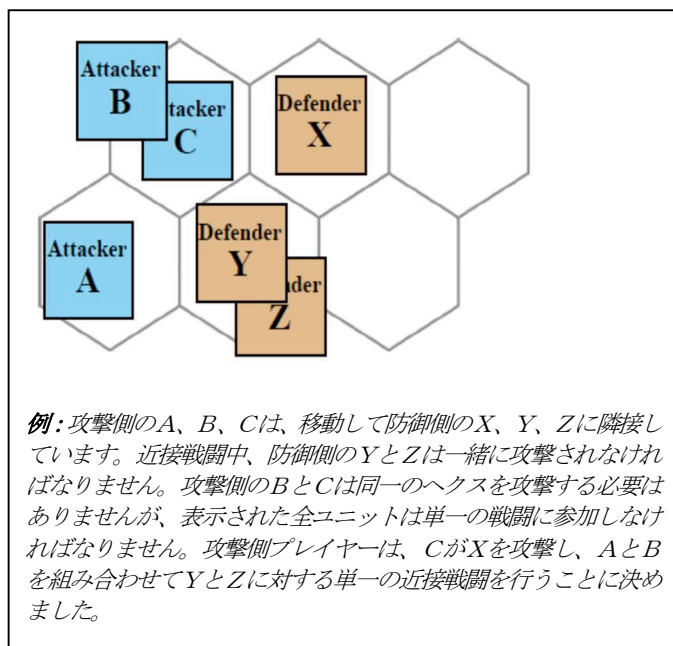 Attacker
B
ttacker
C
Defender
X
Attacker
A
Defender
Y
nder
Z
例：攻撃側のA、B、Cは、移動して防御側のX、Y、Zに隣接し
ています。近接戦闘中、防御側のYとZは一緒に攻撃されなけれ
ばなりません。攻撃側のBとCは同一のヘクスを攻撃する必要は
ありませんが、表示された全ユニットは単一の戦闘に参加しなけ
ればなりません。攻撃側プレイヤーは、CがXを攻撃し、AとB
を組み合わせてYとZに対する単一の近接戦闘を行うことに決め
ました。